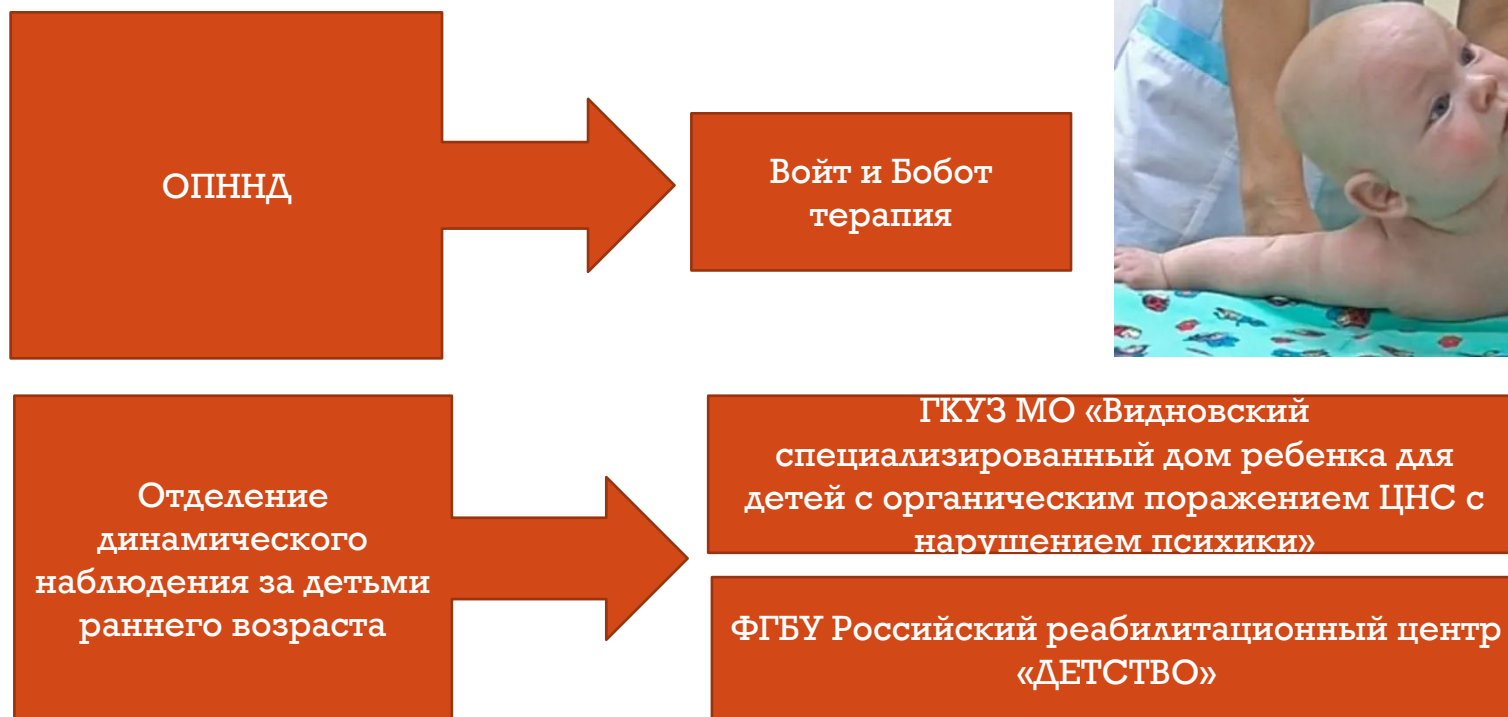 ОПННД
Войт и Бобот
терапия
Отделение
динамического
наблюдения за детьми
раннего возраста
ГКУЗ МО «Видновский
специализированный дом ребенка для
детей с органическим поражением ЦНС с
нарушением психики»
ФГБУ Российский реабилитационный центр
«ДЕТСТВО»